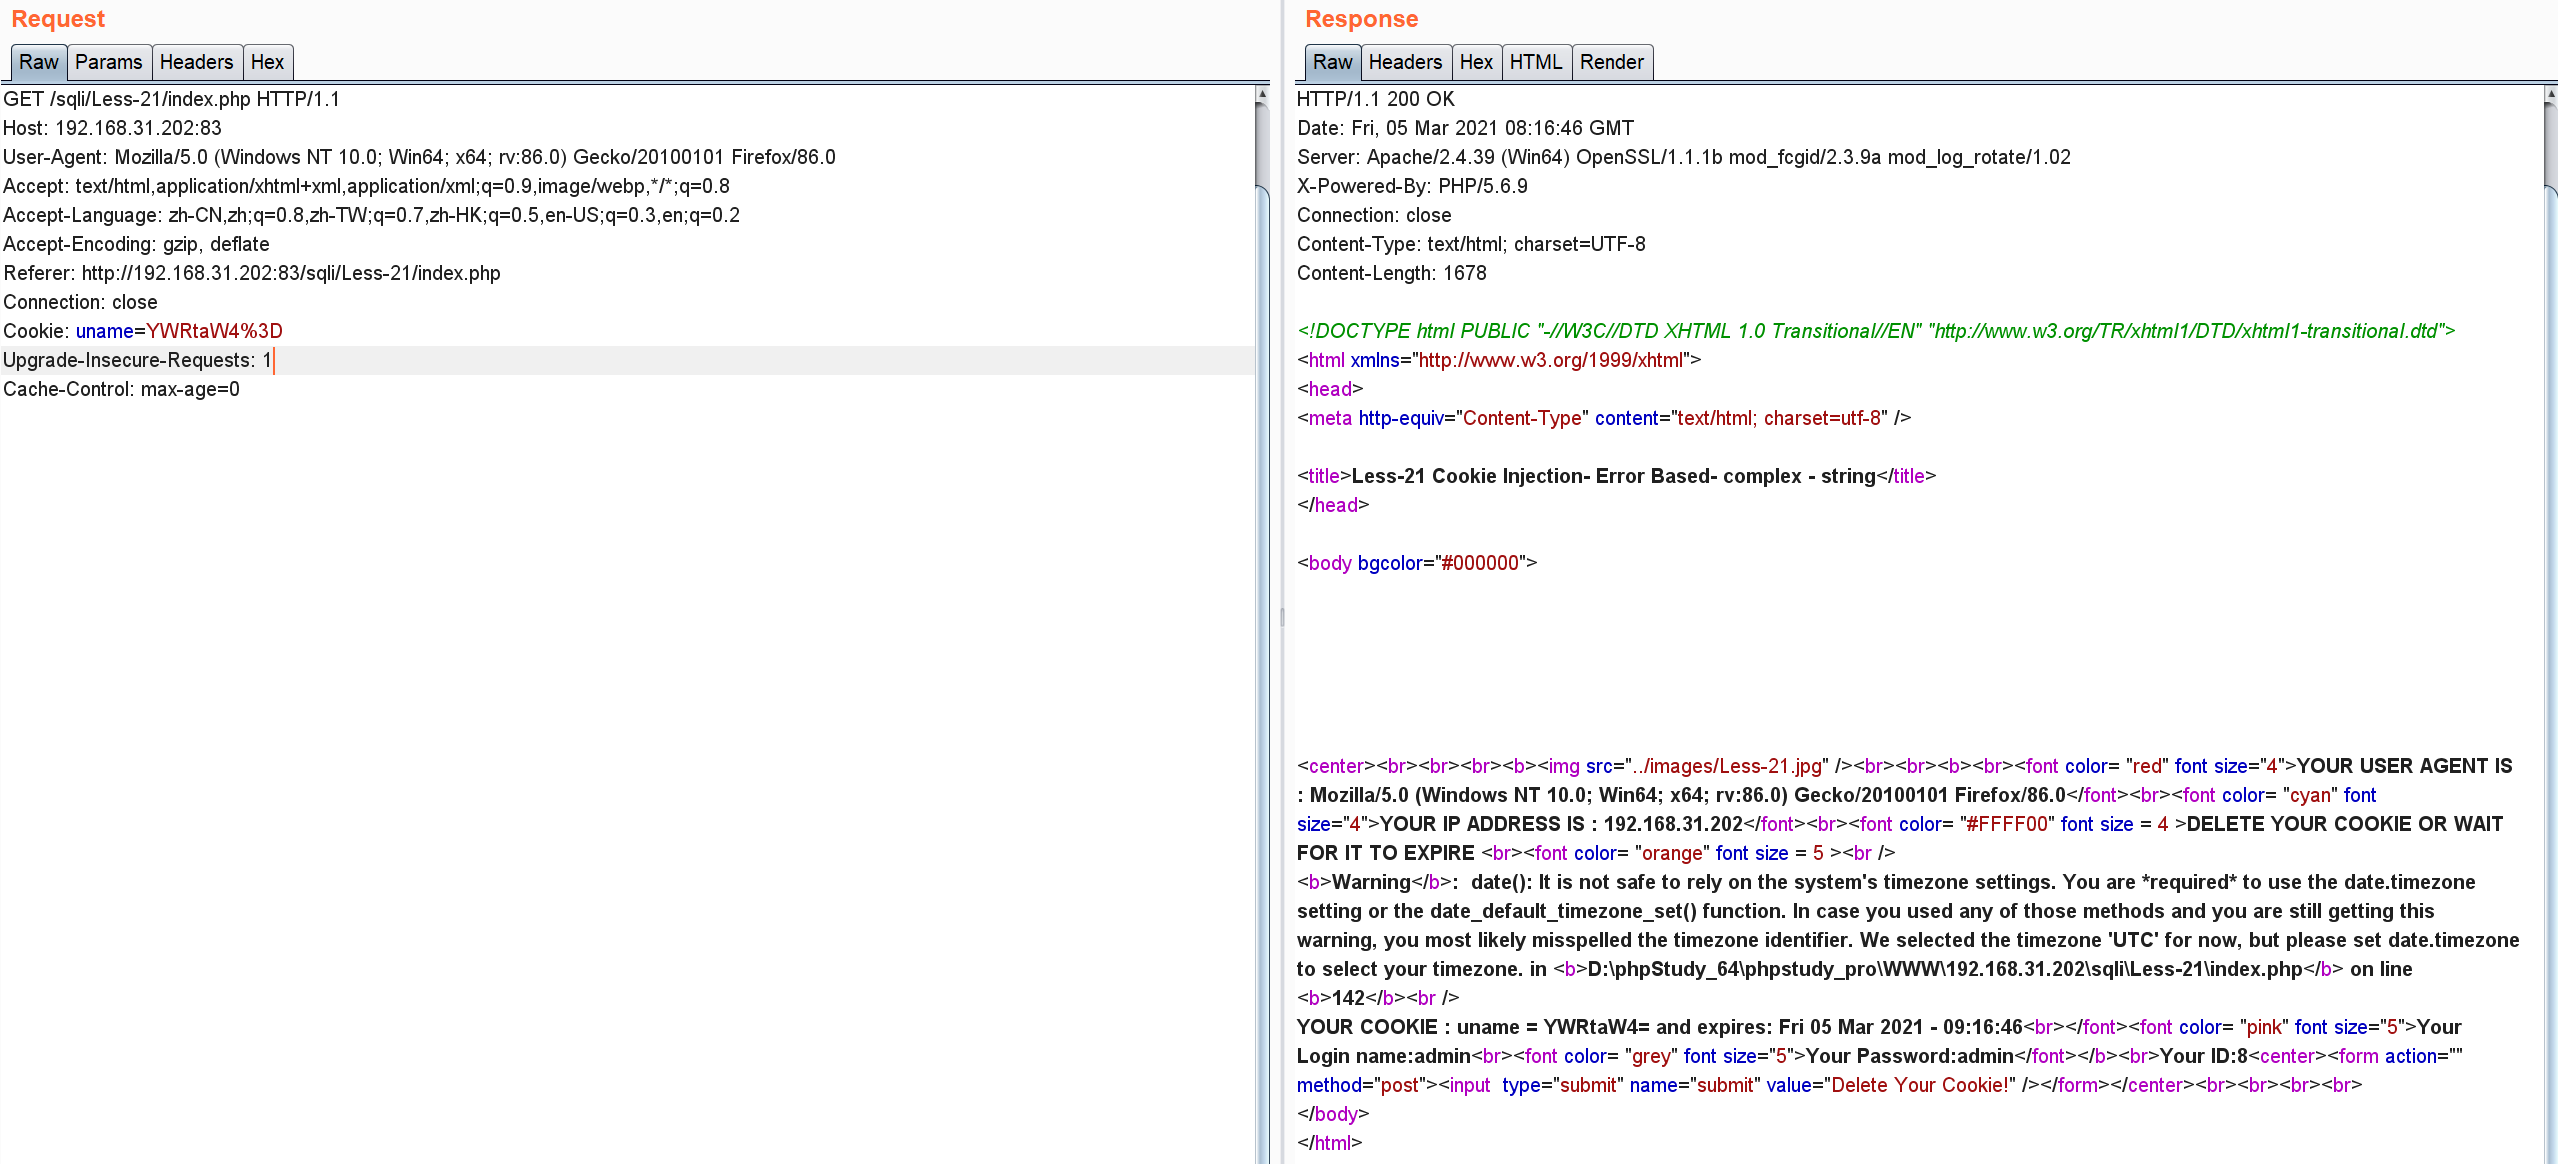 Request
Raw Params Headers Hex
GET /sqli/Less-21/index.php HTTP/1.1
Host: 192.168.31.202:83
User-Agent: Mozilla/5.0 (Windows NT 10.0; Win64; x64; rv:86.0) Gecko/20100101 Firefox/86.0
Accept: text/html,application/xhtml+xml,application/xml;q=0.9,image/webp,*/*;q=0.8
Accept-Language: zh-CN,zh;q=0.8,zh-TW;q=0.7,zh-HK;q=0.5,en-US;q=0.3,en;q=0.2
Accept-Encoding: gzip, deflate
Referer: http://192.168.31.202:83/sqli/Less-21/index.php
Connection: close
Cookie: uname=YWRtaW4%3D
Upgrade-Insecure-Requests: 1
Cache-Control: max-age=0
Response
Raw Headers Hex HTML Render
HTTP/1.1 200 OK
Date: Fri, 05 Mar 2021 08:16:46 GMT
Server: Apache/2.4.39 (Win64) OpenSSL/1.1.1b mod_fcgid/2.3.9a mod_log_rotate/1.02
X-Powered-By: PHP/5.6.9
Connection: close
Content-Type: text/html; charset=UTF-8
Content-Length: 1678
<!DOCTYPE html PUBLIC "-//W3C//DTD XHTML 1.0 Transitional//EN" "http://www.w3.org/TR/xhtml1/DTD/xhtml1-transitional.dtd">
<html xmlns="http://www.w3.org/1999/xhtml">
<head>
<meta http-equiv="Content-Type" content="text/html; charset=utf-8" />
<title>Less-21 Cookie Injection- Error Based- complex - string</title>
</head>
<body bgcolor="#000000">
<center><br><br><br><b><img src="../images/Less-21.jpg" /><br><br><b><br><font color= "red" font size="4">YOUR USER AGENT IS
: Mozilla/5.0 (Windows NT 10.0; Win64; x64; rv:86.0) Gecko/20100101 Firefox/86.0</font><br><font color= "cyan" font
size="4">YOUR IP ADDRESS IS : 192.168.31.202</font><br><font color= "#FFFF00" font size = 4 >DELETE YOUR COOKIE OR WAIT
FOR IT TO EXPIRE <br><font color= "orange" font size = 5 ><br />
<b>Warning</b>:  date(): It is not safe to rely on the system's timezone settings. You are *required* to use the date.timezone
setting or the date_default_timezone_set() function. In case you used any of those methods and you are still getting this
warning, you most likely misspelled the timezone identifier. We selected the timezone 'UTC' for now, but please set date.timezone
to select your timezone. in <b>D:\phpStudy_64\phpstudy_pro\WWW\192.168.31.202\sqli\Less-21\index.php</b> on line
<b>142</b><br />
YOUR COOKIE : uname = YWRtaW4= and expires: Fri 05 Mar 2021 - 09:16:46<br></font><font color= "pink" font size="5">Your
Login name:admin<br><font color= "grey" font size="5">Your Password:admin</font></b><br>Your ID:8<center><form action=""
method="post"><input  type="submit" name="submit" value="Delete Your Cookie!" /></form></center><br><br><br><br>
</body>
</html>